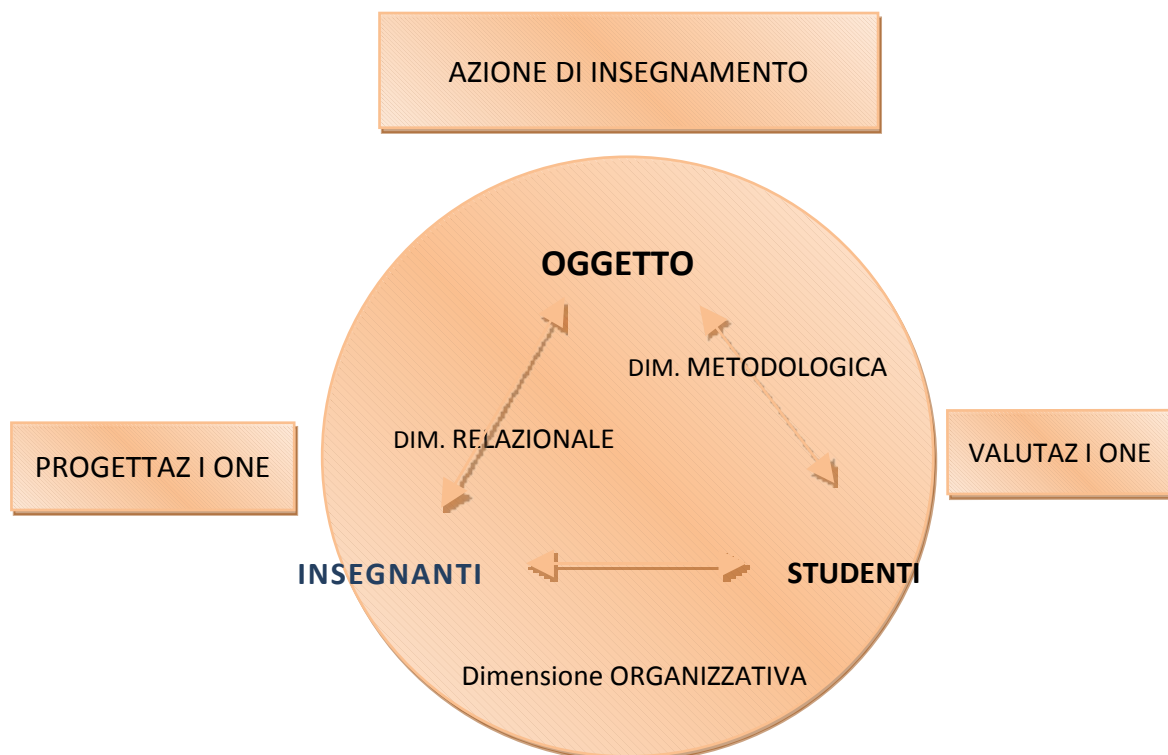 AZIONE DI INSEGNAMENTO
OGGETTO
DIM. METODOLOGICA
DIM. RELAZIONALE
PROGETTAZ I ONE
VALUTAZ I ONE
INSEGNANTI
STUDENTI
Dimensione ORGANIZZATIVA